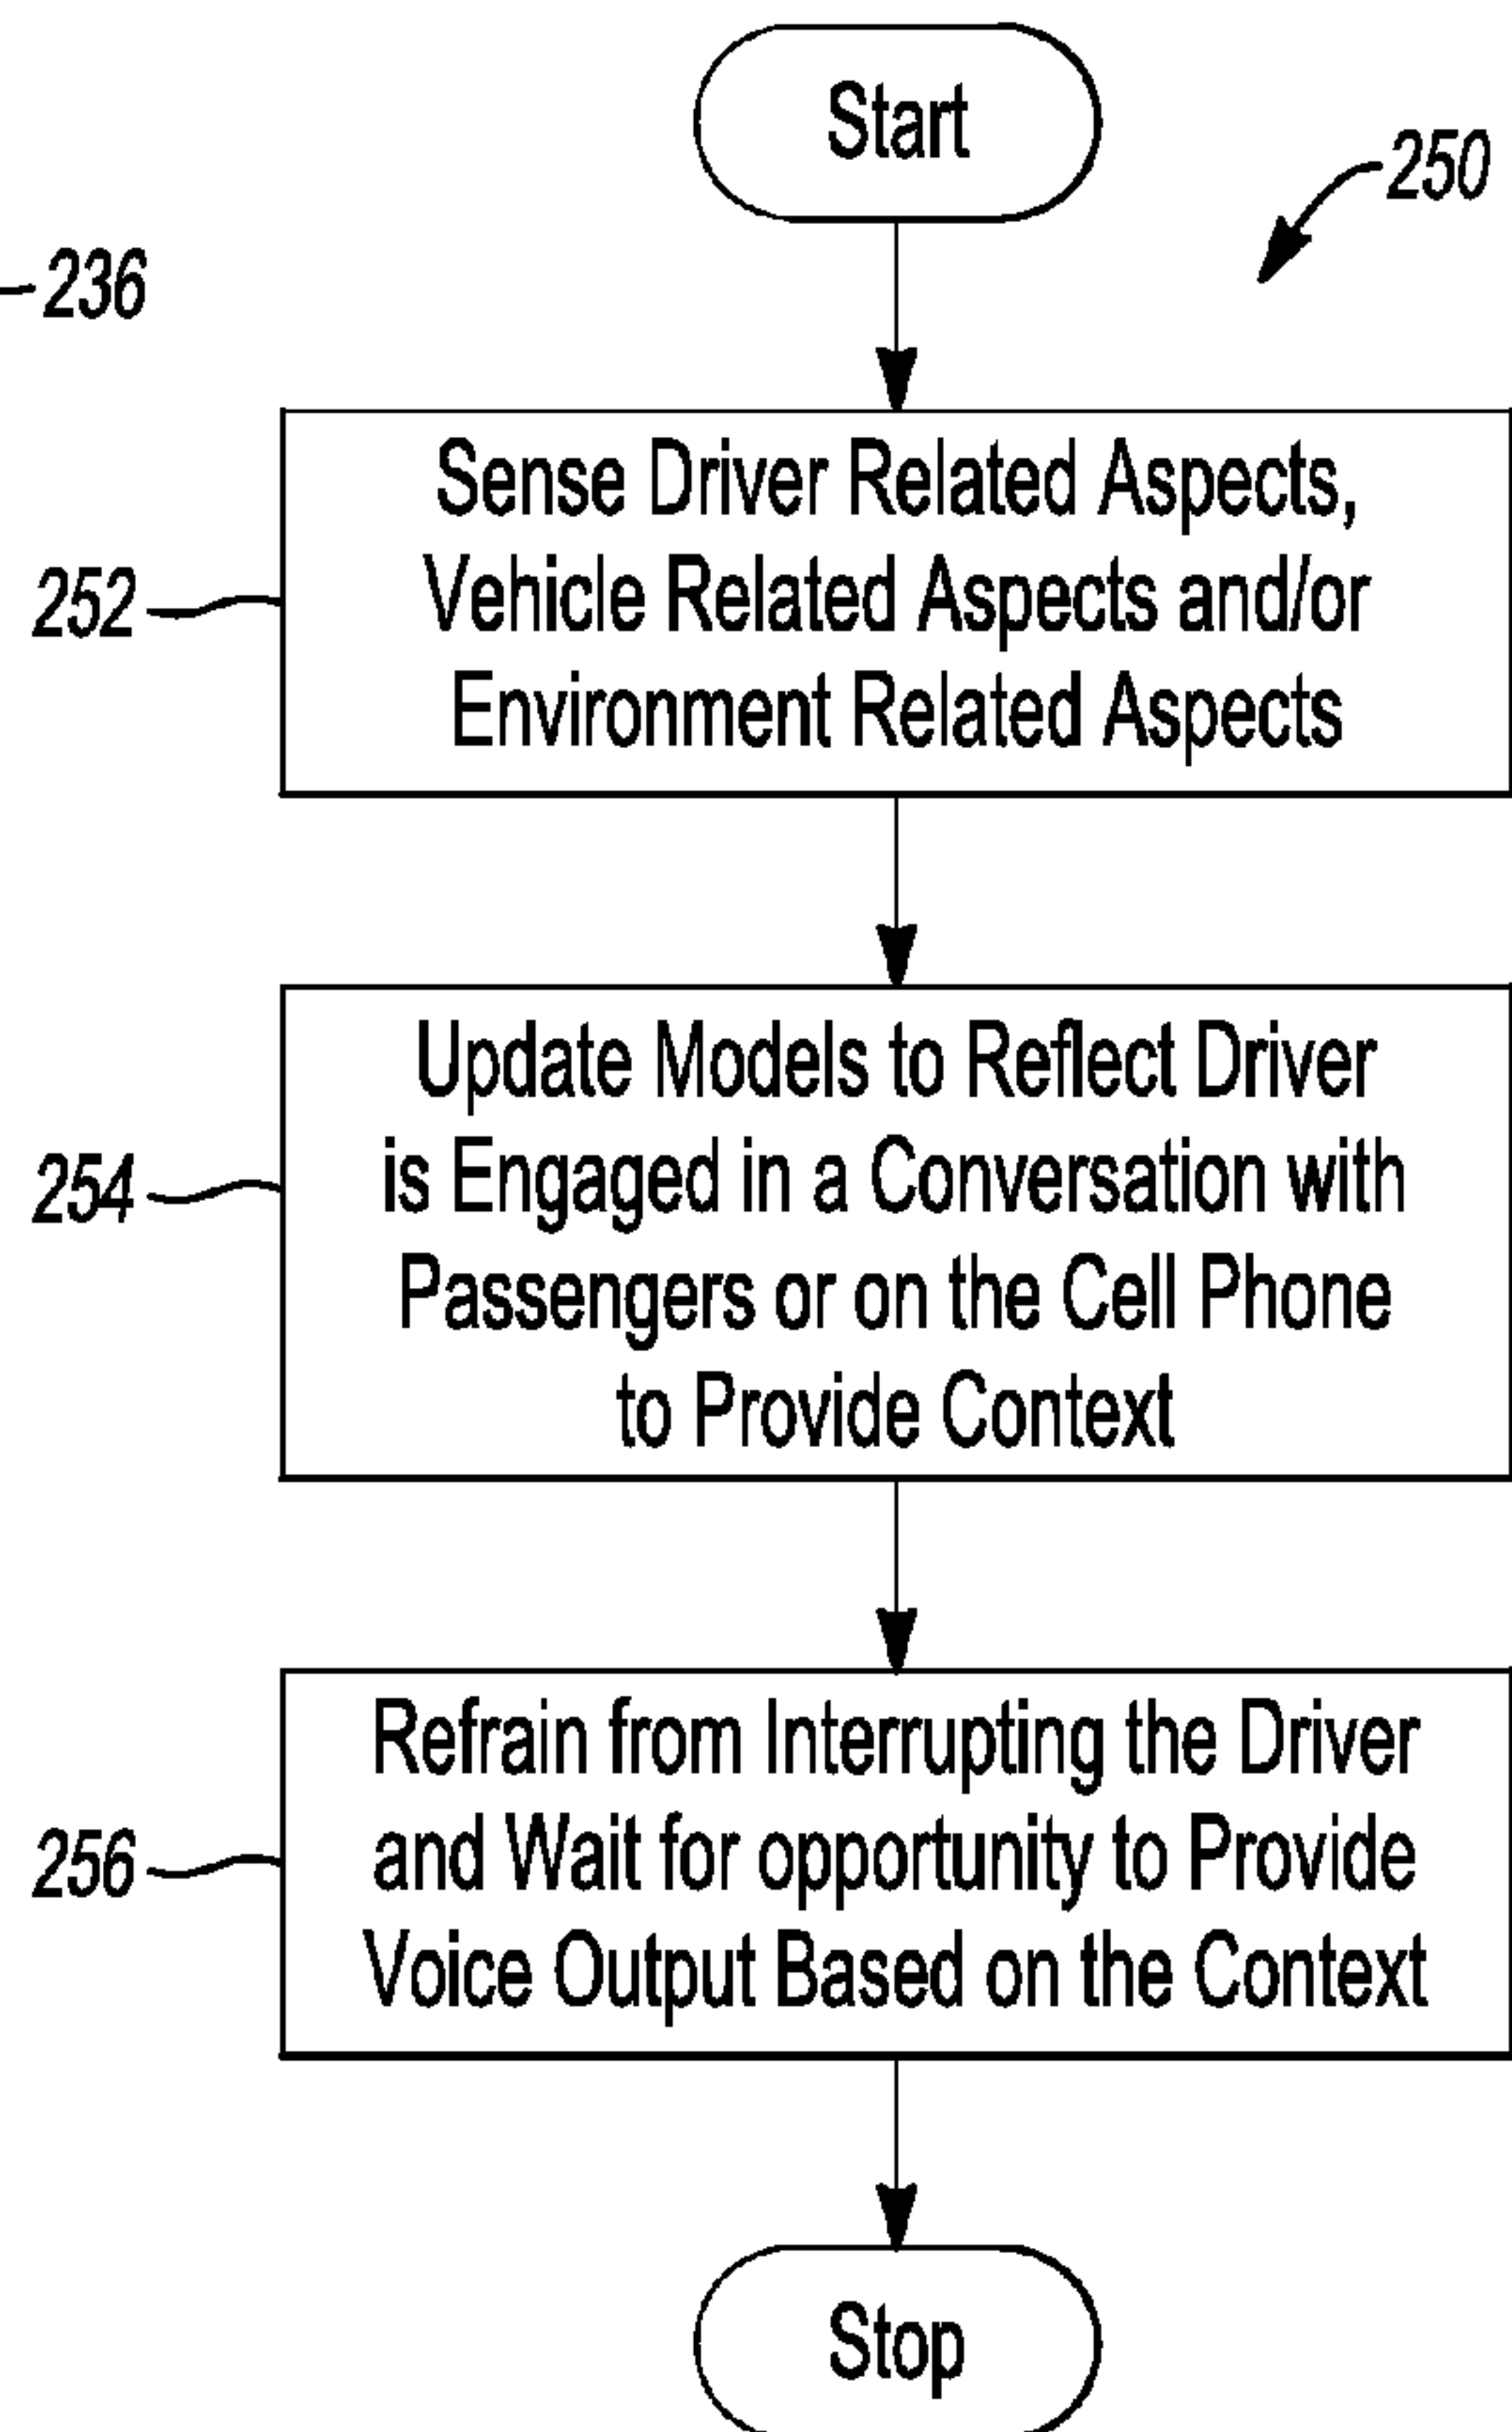 Start
250
236
Sense Driver Related Aspects,
Vehicle Related Aspects and/or
Environment Related Aspects
252
Update Models to Reflect Driver
is Engaged in a Conversation with
Passengers or on the Cell Phone
to Provide Context
254
Refrain from Interrupting the Driver
and Wait for opportunity to Provide
Voice Output Based on the Context
256
Stop